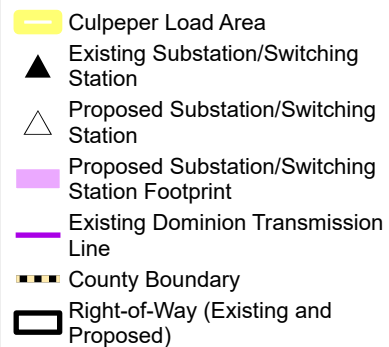 Culpeper Load Area
Existing Substation/Switching
Station
Proposed Substation/Switching
Station
Proposed Substation/Switching
Station Footprint
Existing Dominion Transmission
Line
County Boundary
Right-of-Way (Existing and
Proposed)